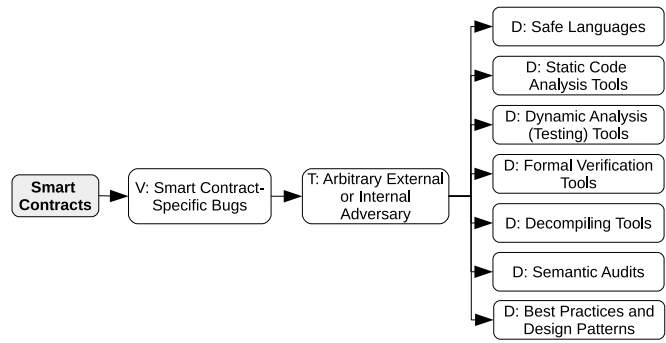 Smart
Contracts
V: Smart Contract-
Specific Bugs
T: Arbitrary External
or Internal
Adversary
D: Safe Languages
D: Static Code
Analysis Tools
D: Dynamic Analysis
(Testing) Tools
D: Formal Verification
Tools
D: Decompiling Tools
D: Semantic Audits
D: Best Practices and
Design Patterns